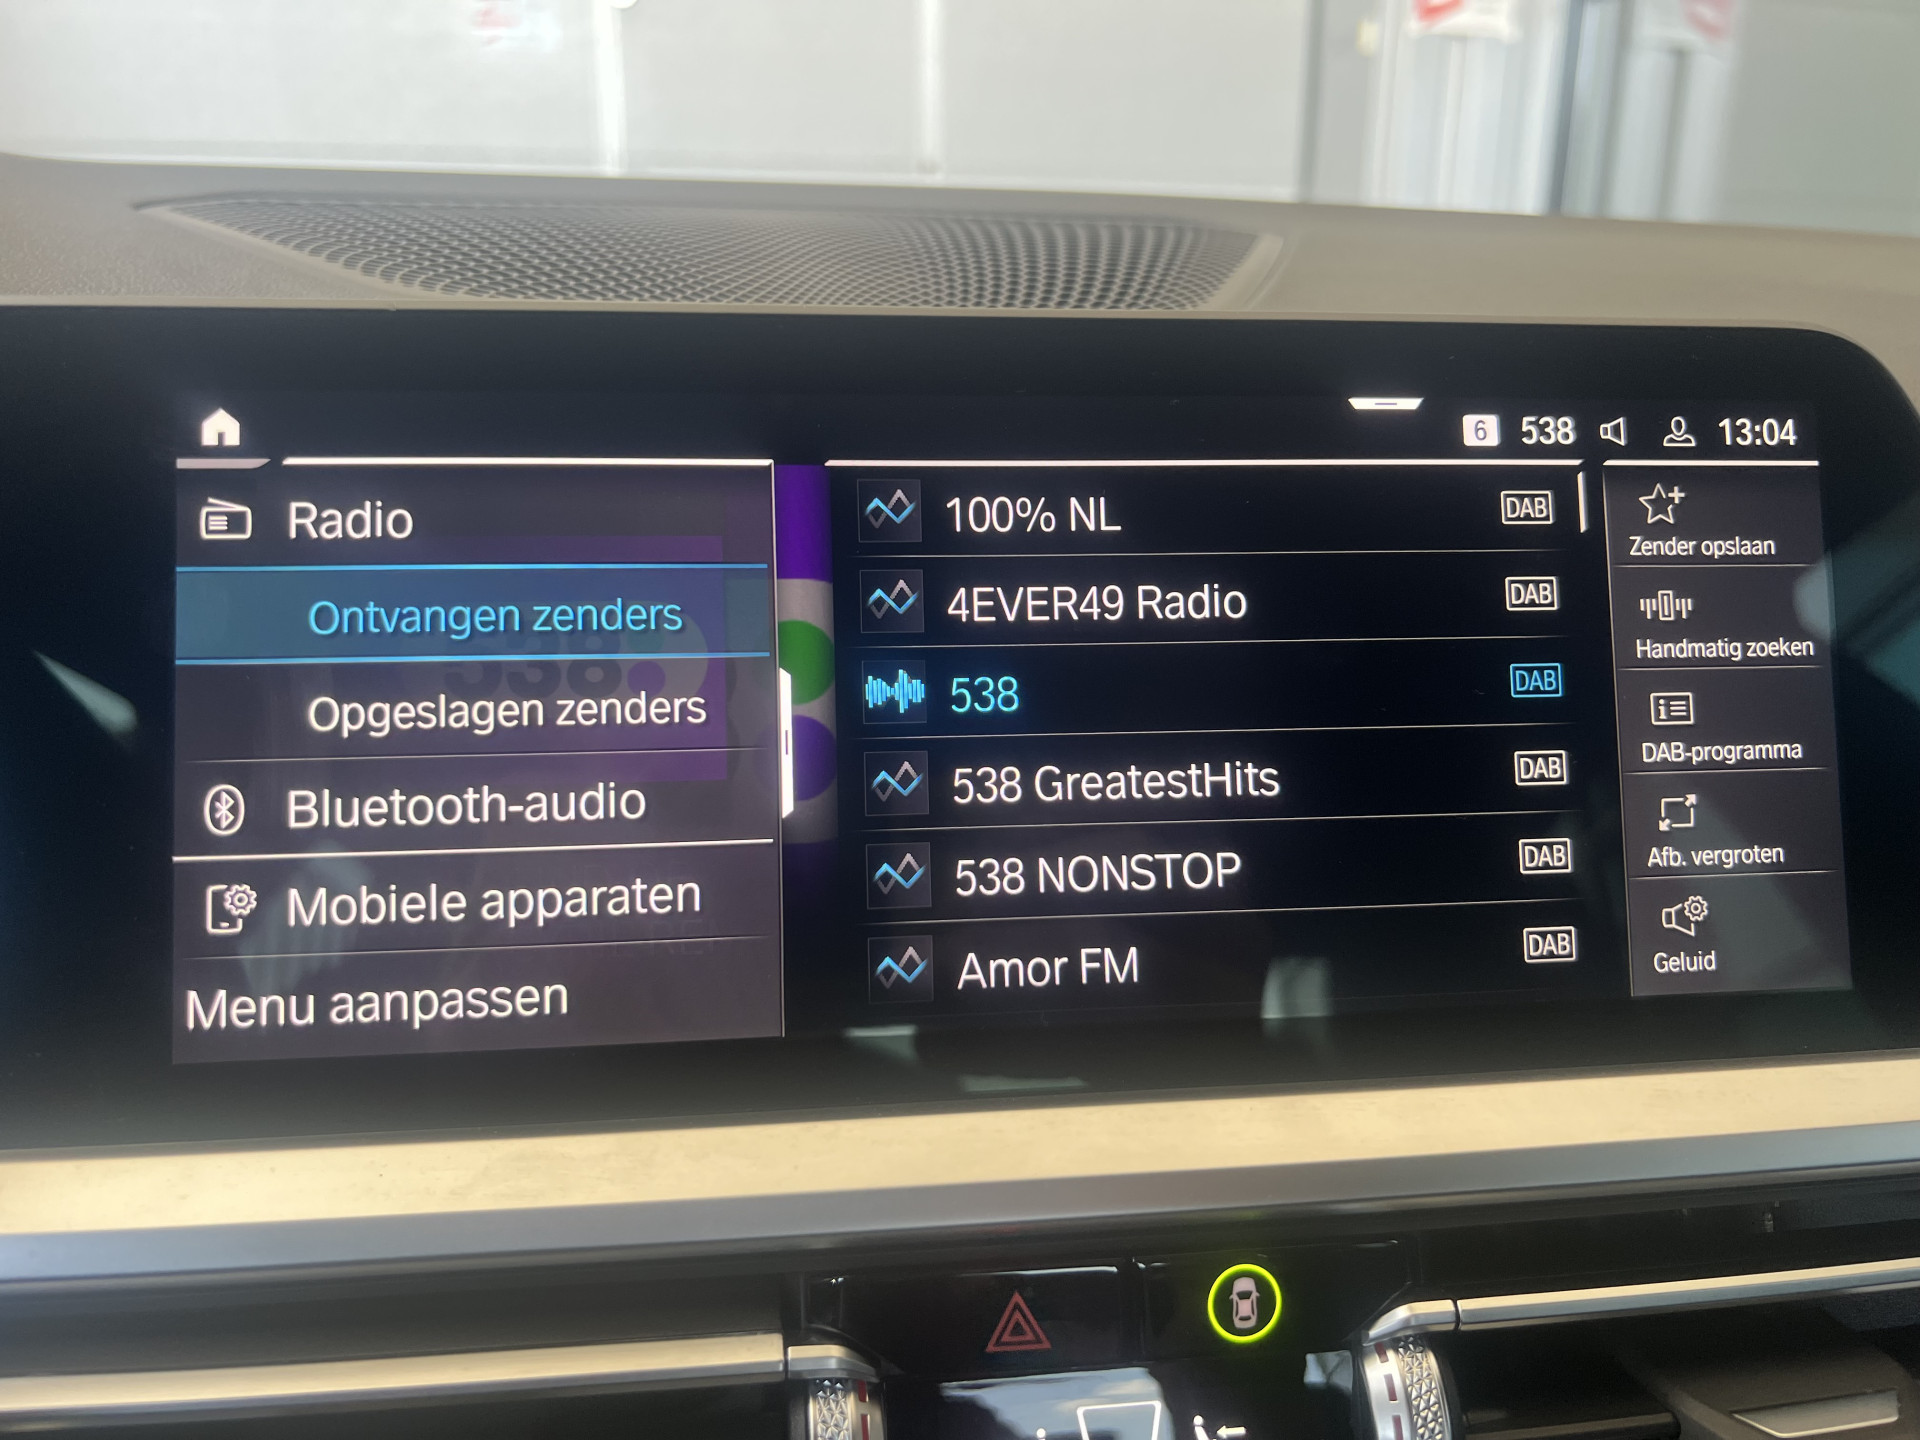 6 538 13:04
Radio
Ontvangen zenders
Opgeslagen zenders
Bluetooth-audio
Mobiele apparaten
Menu aanpassen
100% NL DAB
4EVER49 Radio DAB
538 DAB
538 GreatestHits DAB
538 NONSTOP DAB
Amor FM DAB
Zender opslaan
Handmatig zoeken
DAB-programma
Afb. vergroten
Geluid